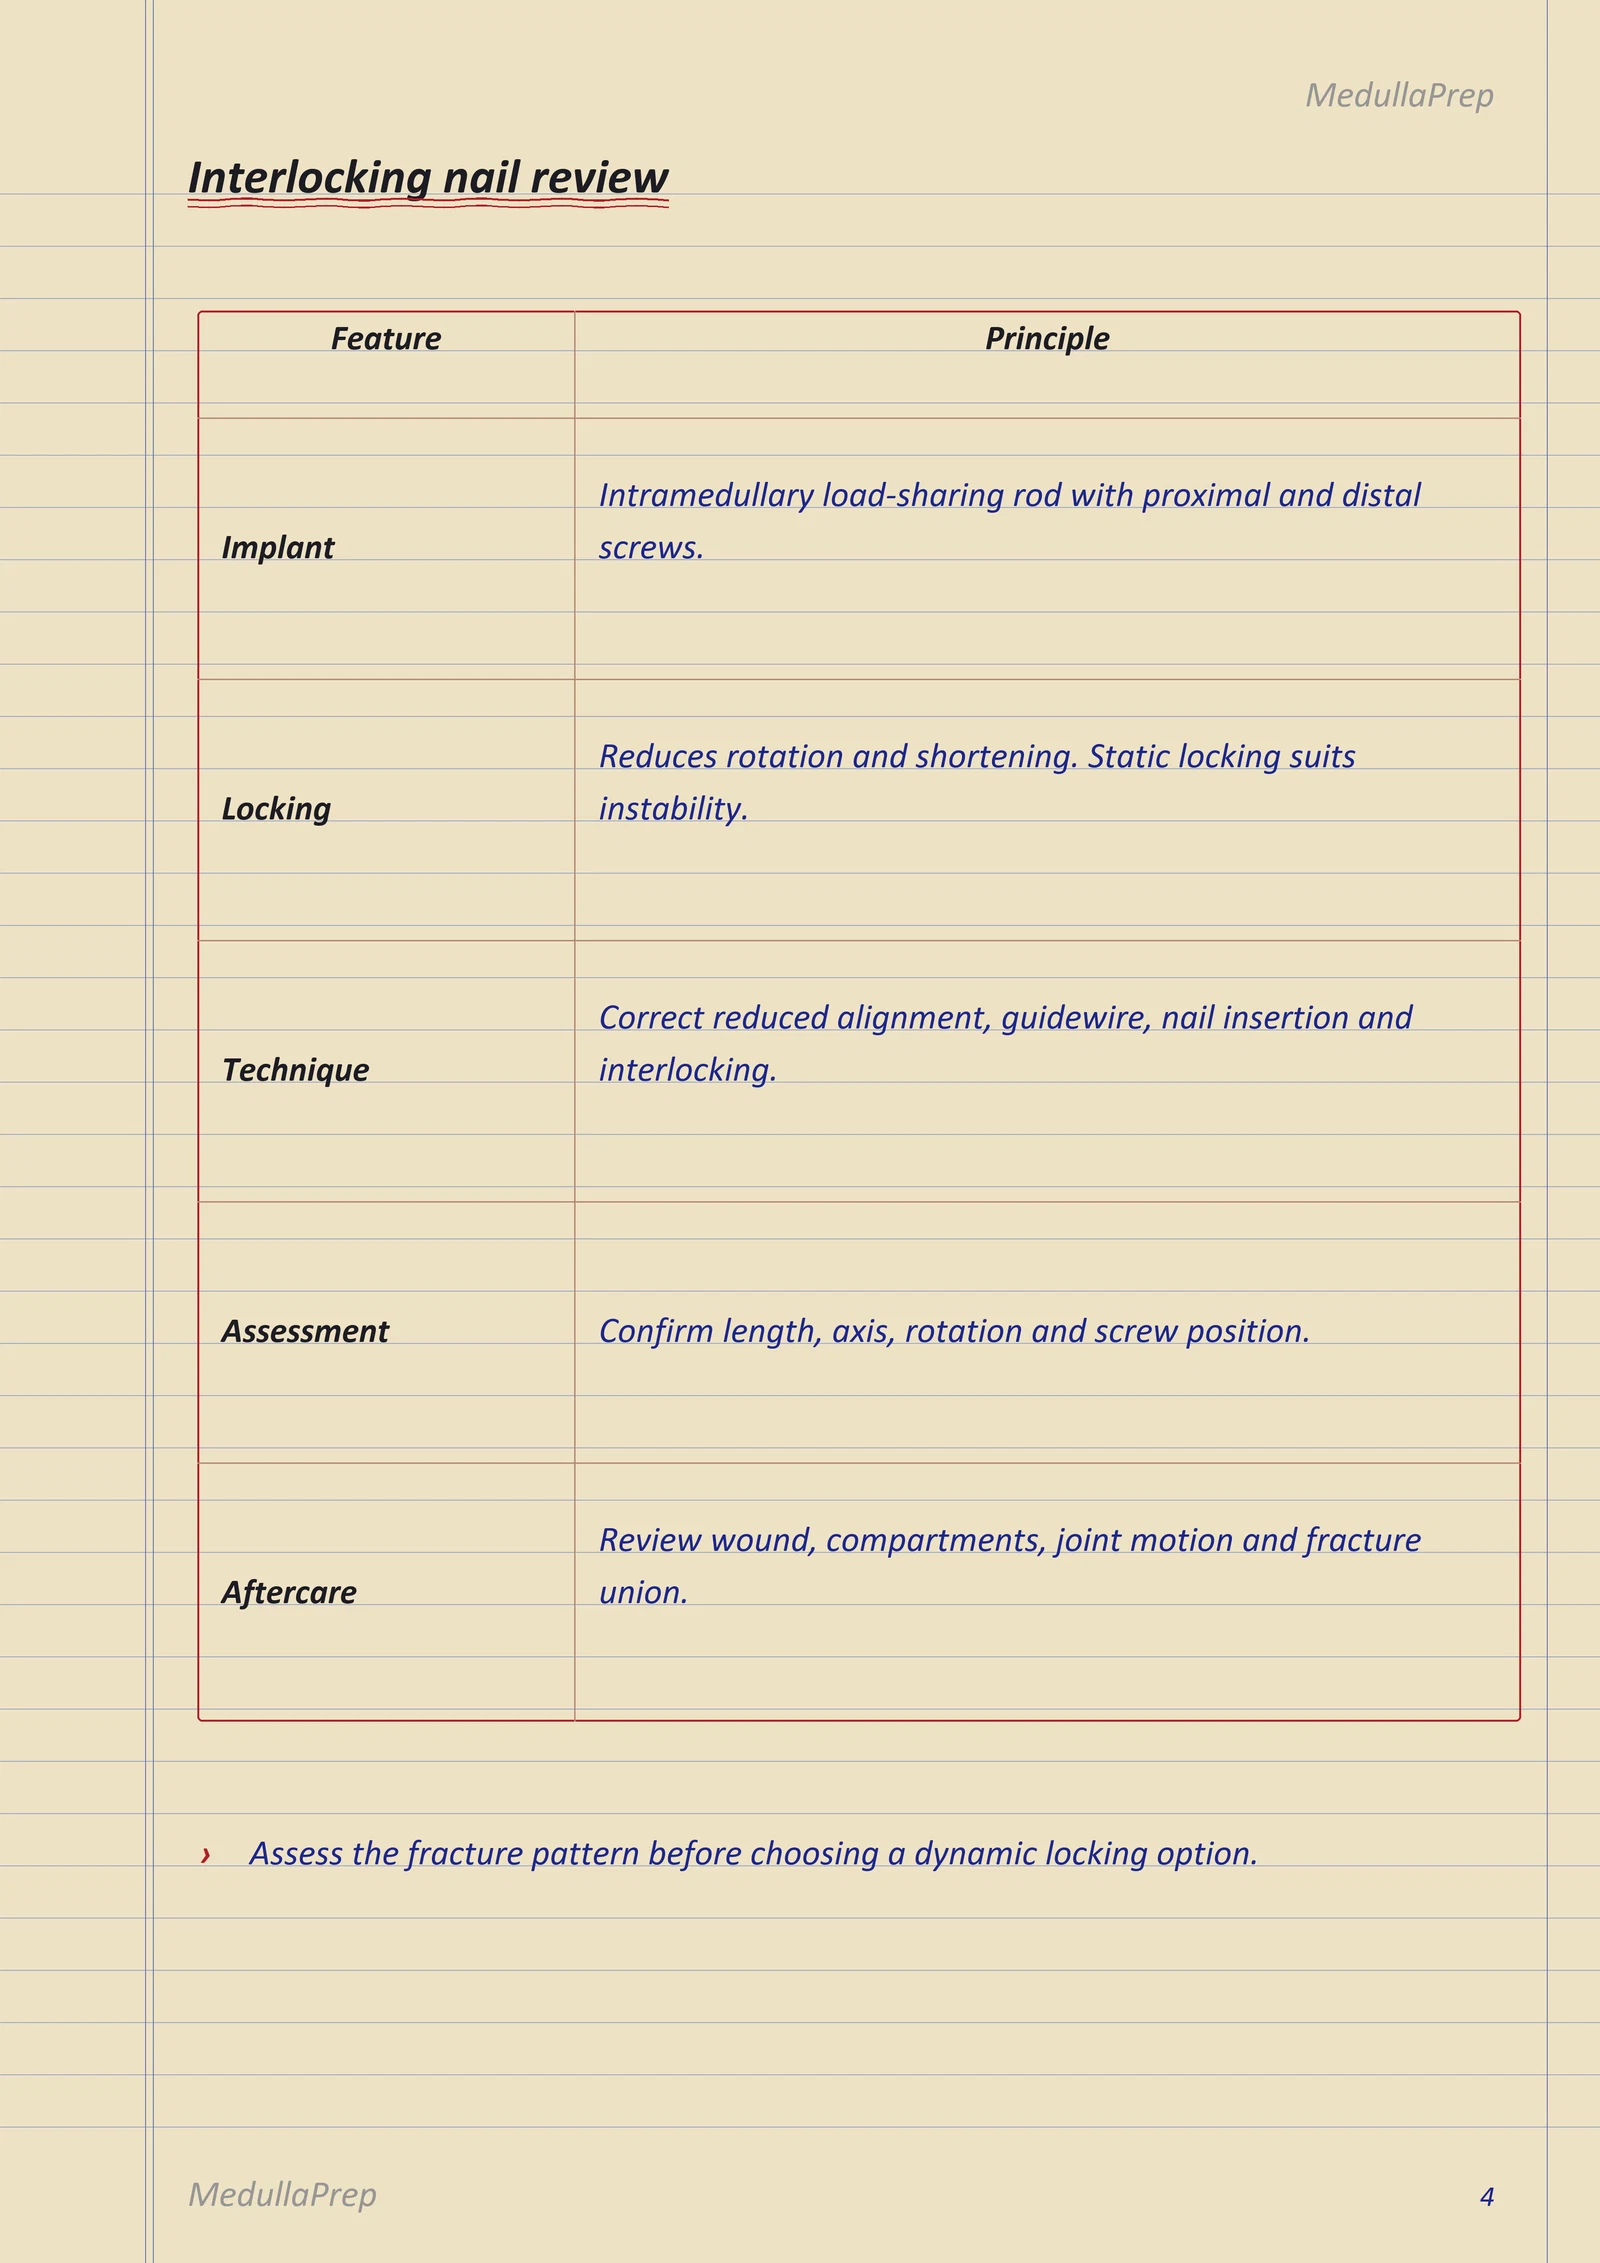 MedullaPrep
Interlocking nail review
Feature
Principle
Implant
Intramedullary load-sharing rod with proximal and distal
screws.
Locking
Reduces rotation and shortening. Static locking suits
instability.
Technique
Correct reduced alignment, guidewire, nail insertion and
interlocking.
Assessment
Confirm length, axis, rotation and screw position.
Aftercare
Review wound, compartments, joint motion and fracture
union.
› Assess the fracture pattern before choosing a dynamic locking option.
MedullaPrep
4